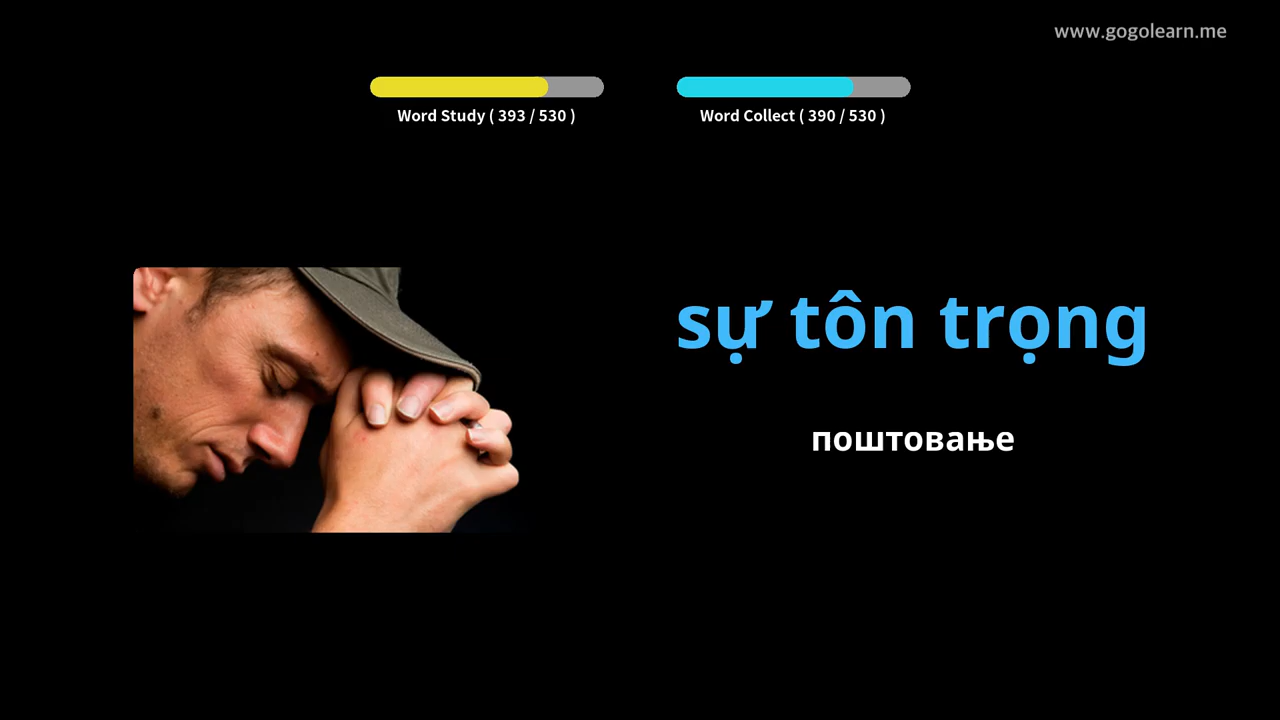 www.gogolearn.me
Word Study ( 393 / 530 )
Word Collect ( 390 / 530 )
sự tôn trọng
поштовање